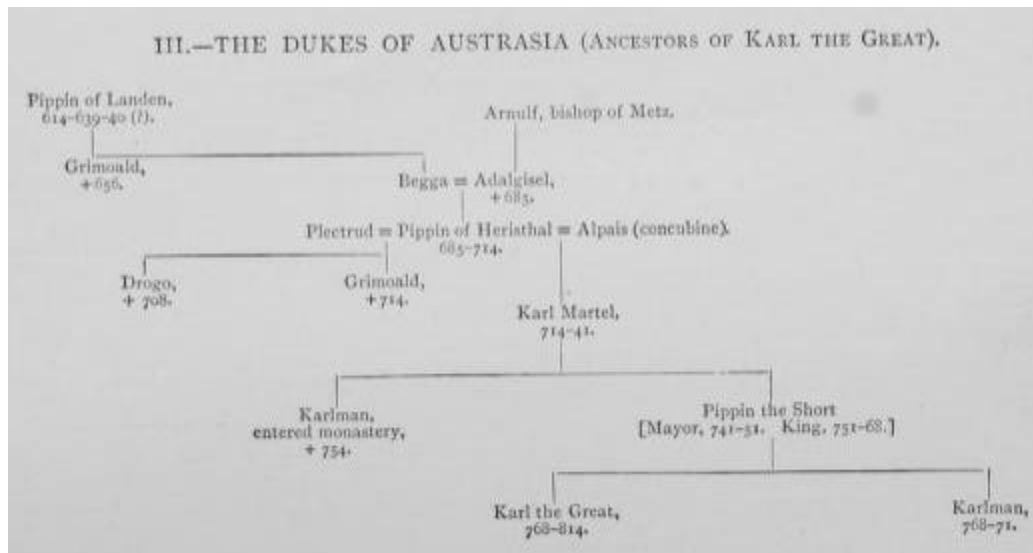 III.—THE DUKES OF AUSTRASIA (ANCESTORS OF KARL THE GREAT).
Pippin of Landen,
614-639-40 (?).
Arnulf, bishop of Metz.
Grimoald,
+656.
Begga = Adalgisel,
+685.
Plectrud = Pippin of Heristhal = Alpais (concubine).
685-714.
Drogo,
+ 708.
Grimoald,
+714.
Karl Martel,
714-41.
Karlman,
entered monastery,
+ 754.
Pippin the Short
[Mayor, 741-51. King, 751-68.]
Karl the Great,
768-814.
Karlman,
768-71.